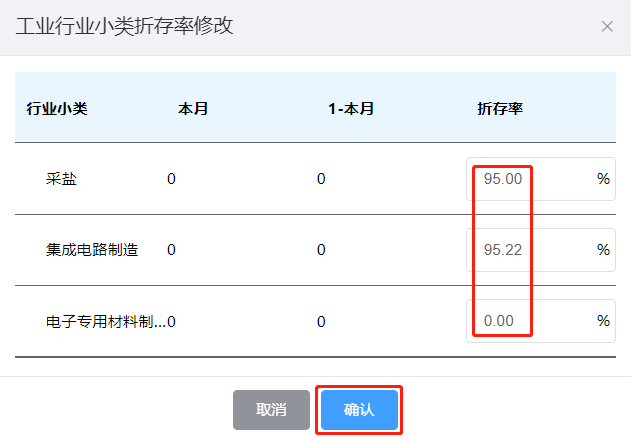 工业行业小类折存率修改
行业小类 本月 1-本月 折存率
采盐 0 0 95.00 %
集成电路制造 0 0 95.22 %
电子专用材料制... 0 0 0.00 %
取消 确认